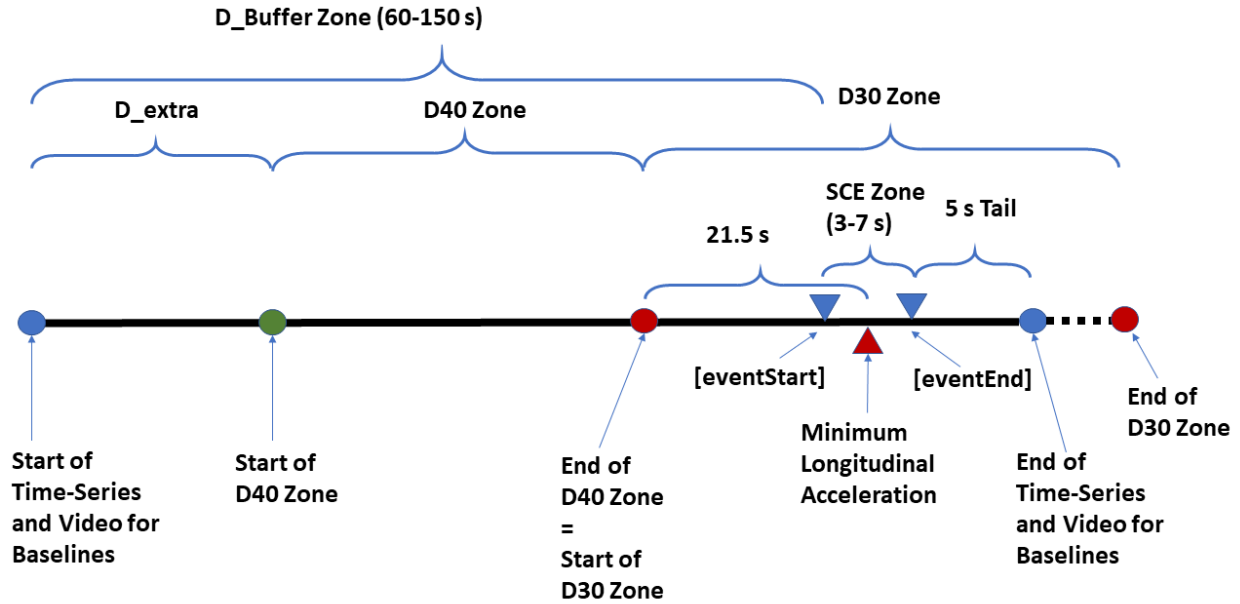 D_Buffer Zone (60-150 s)
D_extra
D40 Zone
D30 Zone
21.5 s
SCE Zone
(3-7 s)
5 s Tail
[eventStart]
[eventEnd]
Start of
Time-Series
and Video for
Baselines
Start of
D40 Zone
End of
D40 Zone
=
Start of
D30 Zone
Minimum
Longitudinal
Acceleration
End of
Time-Series
and Video for
Baselines
End of
D30 Zone